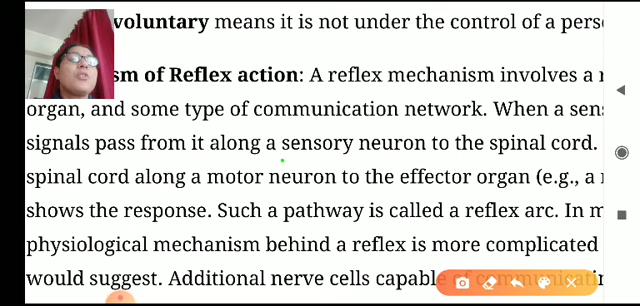 voluntary means it is not under the control of a
sm of Reflex action: A reflex mechanism involves a
organ, and some type of communication network. When a
signals pass from it along a sensory neuron to the spinal cord.
spinal cord along a motor neuron to the effector organ (e.g., a
shows the response. Such a pathway is called a reflex arc. In
physiological mechanism behind a reflex is more complicated
would suggest. Additional nerve cells capable